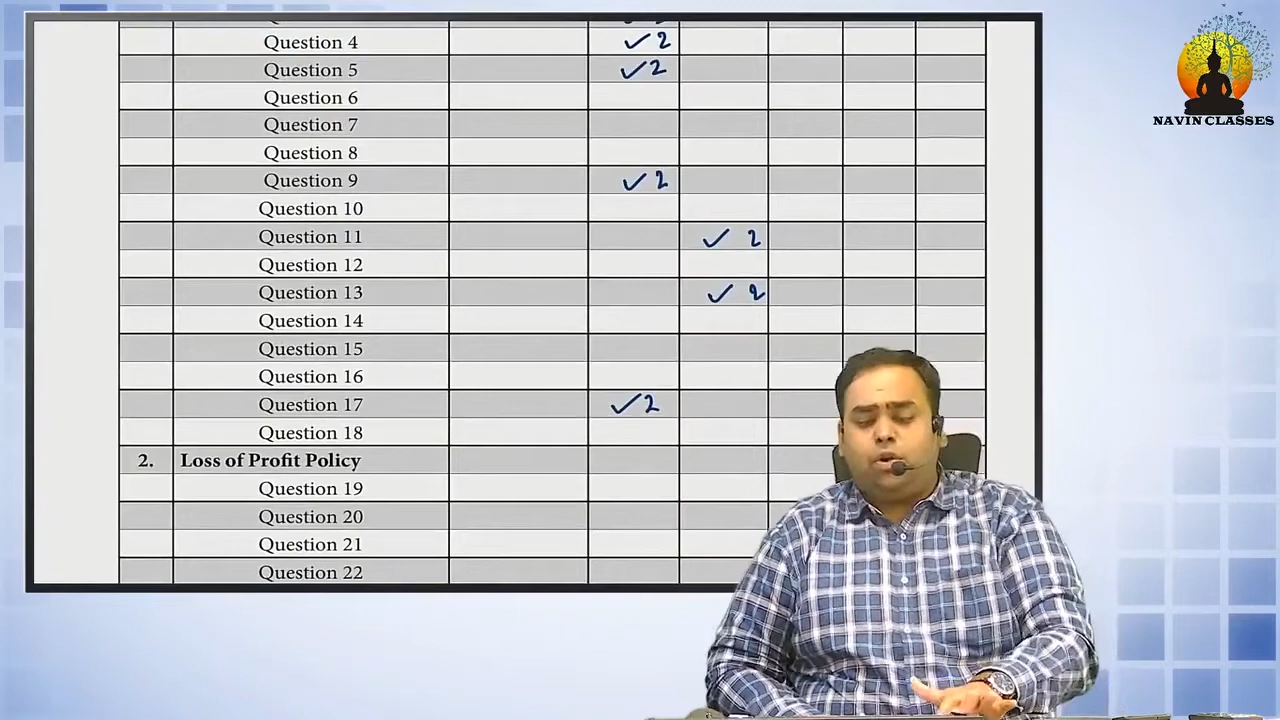 Question 4 ✓2
Question 5 ✓2
Question 6
Question 7
Question 8
Question 9 ✓2
Question 10
Question 11 ✓ 2
Question 12
Question 13 ✓ 2
Question 14
Question 15
Question 16
Question 17 ✓2
Question 18
2. Loss of Profit Policy
Question 19
Question 20
Question 21
Question 22
NAVIN CLASSES